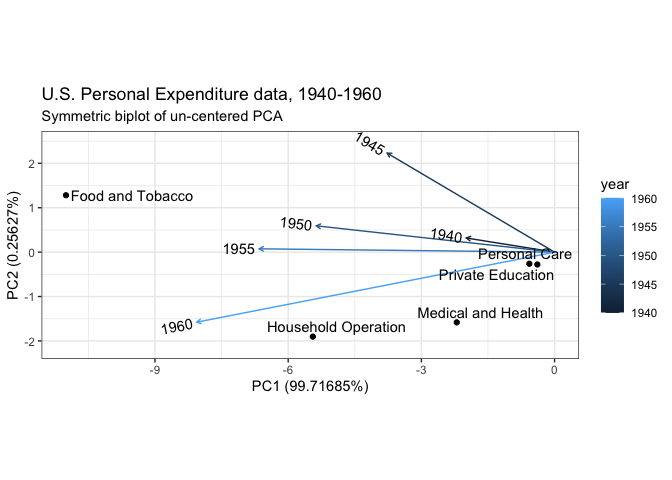 U.S. Personal Expenditure data, 1940-1960
Symmetric biplot of un-centered PCA
1945
2
year
Food and Tobacco
1960
1
1950
1940
1955
PC2 (0.25627%)
0
1955
Personal Care
1950
Private Education
1945
-1
Medical and Health
1940
1960
Household Operation
-2
-9
-6
-3
0
PC1 (99.71685%)